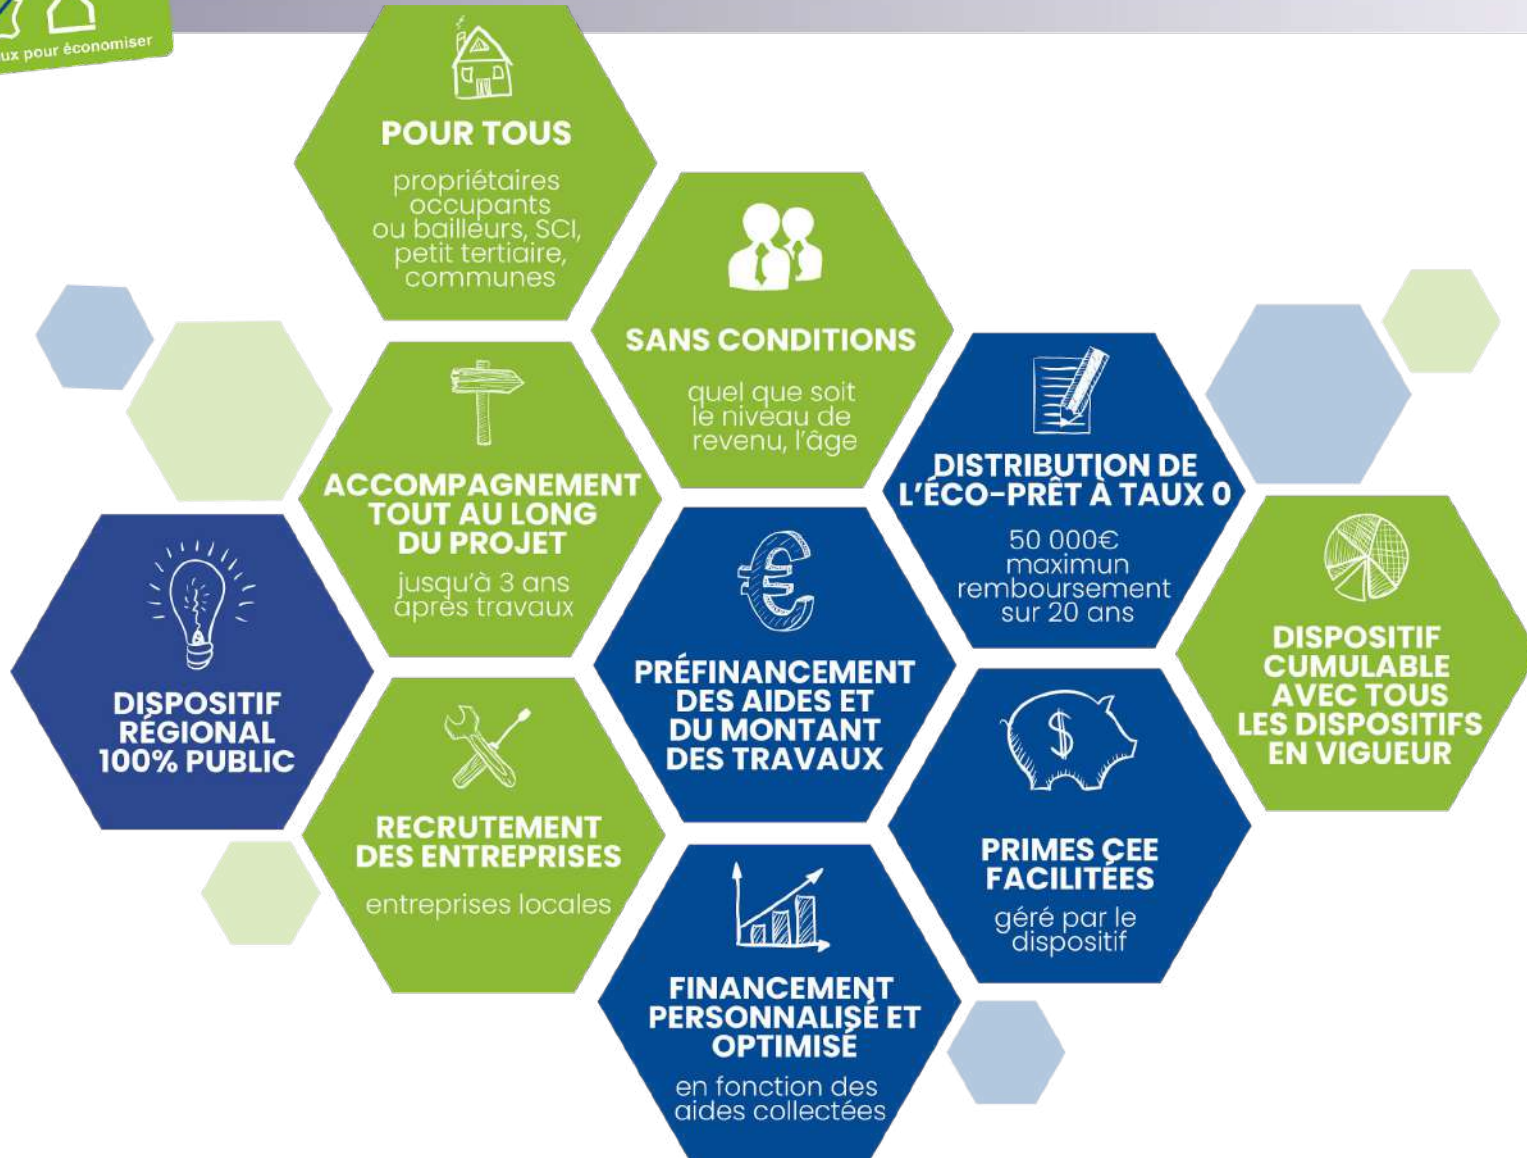 pour économiser
POUR TOUS
propriétaires
occupants
ou bailleurs, SCI,
petit tertiaire,
communes
SANS CONDITIONS
quel que soit
le niveau de
revenu, l'âge
ACCOMPAGNEMENT
TOUT AU LONG
DU PROJET
jusqu'à 3 ans
après travaux
DISTRIBUTION DE
L'ÉCO-PRÊT À TAUX 0
50 000€
maximun
remboursement
sur 20 ans
DISPOSITIF
RÉGIONAL
100% PUBLIC
PRÉFINANCEMENT
DES AIDES ET
DU MONTANT
DES TRAVAUX
DISPOSITIF
CUMULABLE
AVEC TOUS
LES DISPOSITIFS
EN VIGUEUR
RECRUTEMENT
DES ENTREPRISES
entreprises locales
$
PRIMES CEE
FACILITÉES
géré par le
dispositif
FINANCEMENT
PERSONNALISÉ ET
OPTIMISÉ
en fonction des
aides collectées